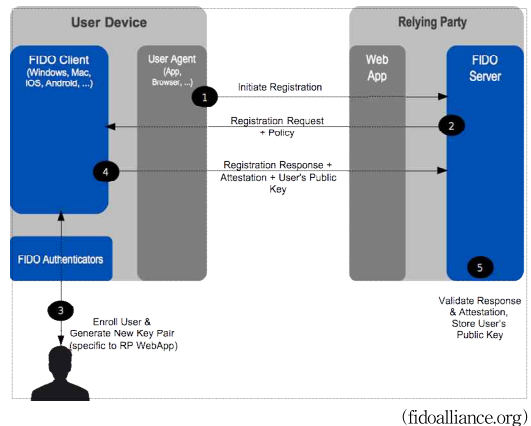 User Device
Relying Party
FIDO Client
(Windows, Mac,
IOS, Android, ...)
User Agent
(App,
Browser, ...)
Web
App
FIDO
Server
1
Initiate Registration
Registration Request
+ Policy
2
4
Registration Response +
Attestation + User's Public
Key
FIDO Authenticators
5
3
Enroll User &
Generate New Key Pair
(specific to RP WebApp)
Validate Response
& Attestation,
Store User's
Public Key
(fidoalliance.org)